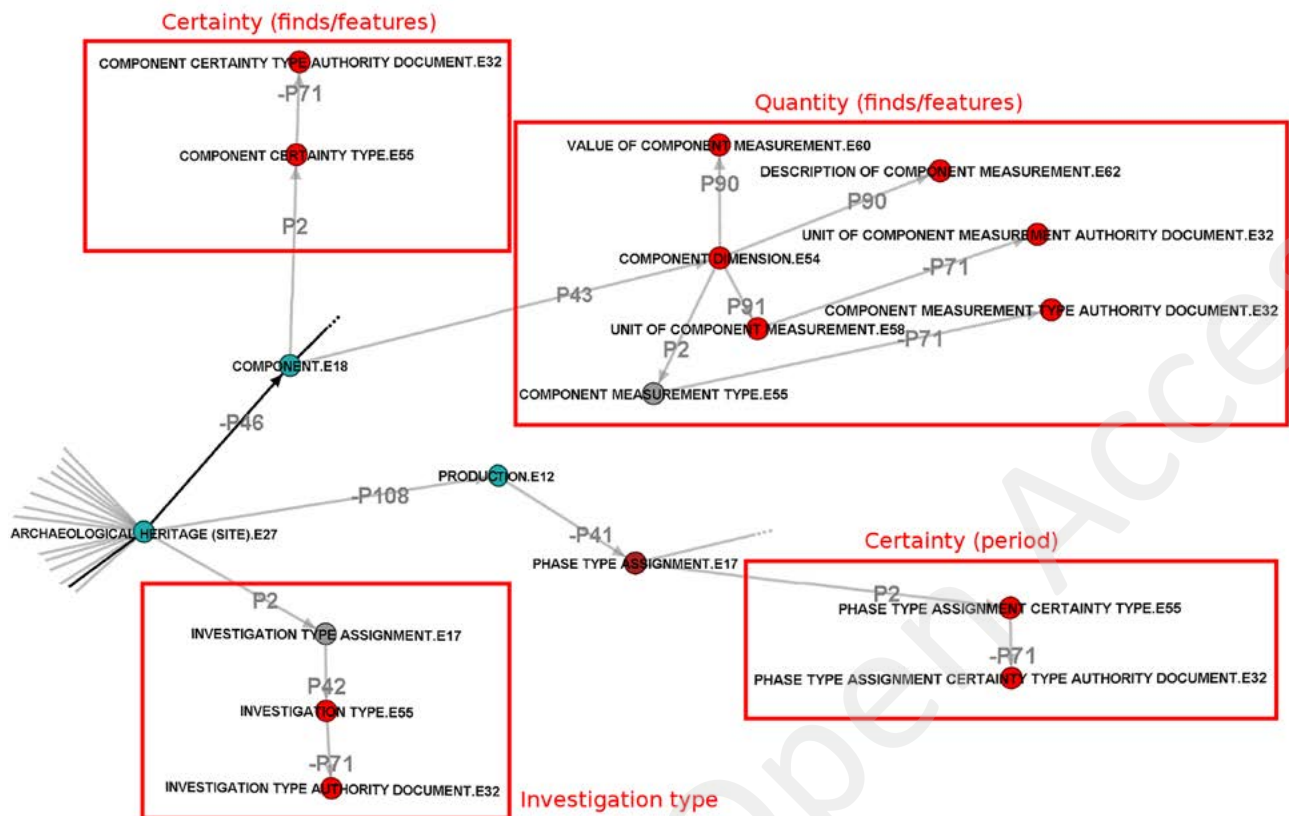 Certainty (finds/features)
COMPONENT CERTAINTY TYPE AUTHORITY DOCUMENT.E32
-P71
COMPONENT CERTAINTY TYPE.E55
P2
Quantity (finds/features)
VALUE OF COMPONENT MEASUREMENT.E60
DESCRIPTION OF COMPONENT MEASUREMENT.E62
P90
P90
UNIT OF COMPONENT MEASUREMENT AUTHORITY DOCUMENT.E32
COMPONENT DIMENSION.E54
-P71
P43
P91
COMPONENT MEASUREMENT TYPE AUTHORITY DOCUMENT.E32
UNIT OF COMPONENT MEASUREMENT.E58
P2
-P71
COMPONENT.E18
COMPONENT MEASUREMENT TYPE.E55
-P46
PRODUCTION.E12
-P108
ARCHAEOLOGICAL HERITAGE (SITE).E27
-P41
Certainty (period)
PHASE TYPE ASSIGNMENT.E17
P2
PHASE TYPE ASSIGNMENT CERTAINTY TYPE.E55
-P71
PHASE TYPE ASSIGNMENT CERTAINTY TYPE AUTHORITY DOCUMENT.E32
P2
INVESTIGATION TYPE ASSIGNMENT.E17
P42
INVESTIGATION TYPE.E55
-P71
INVESTIGATION TYPE AUTHORITY DOCUMENT.E32
Investigation type
Open Acces